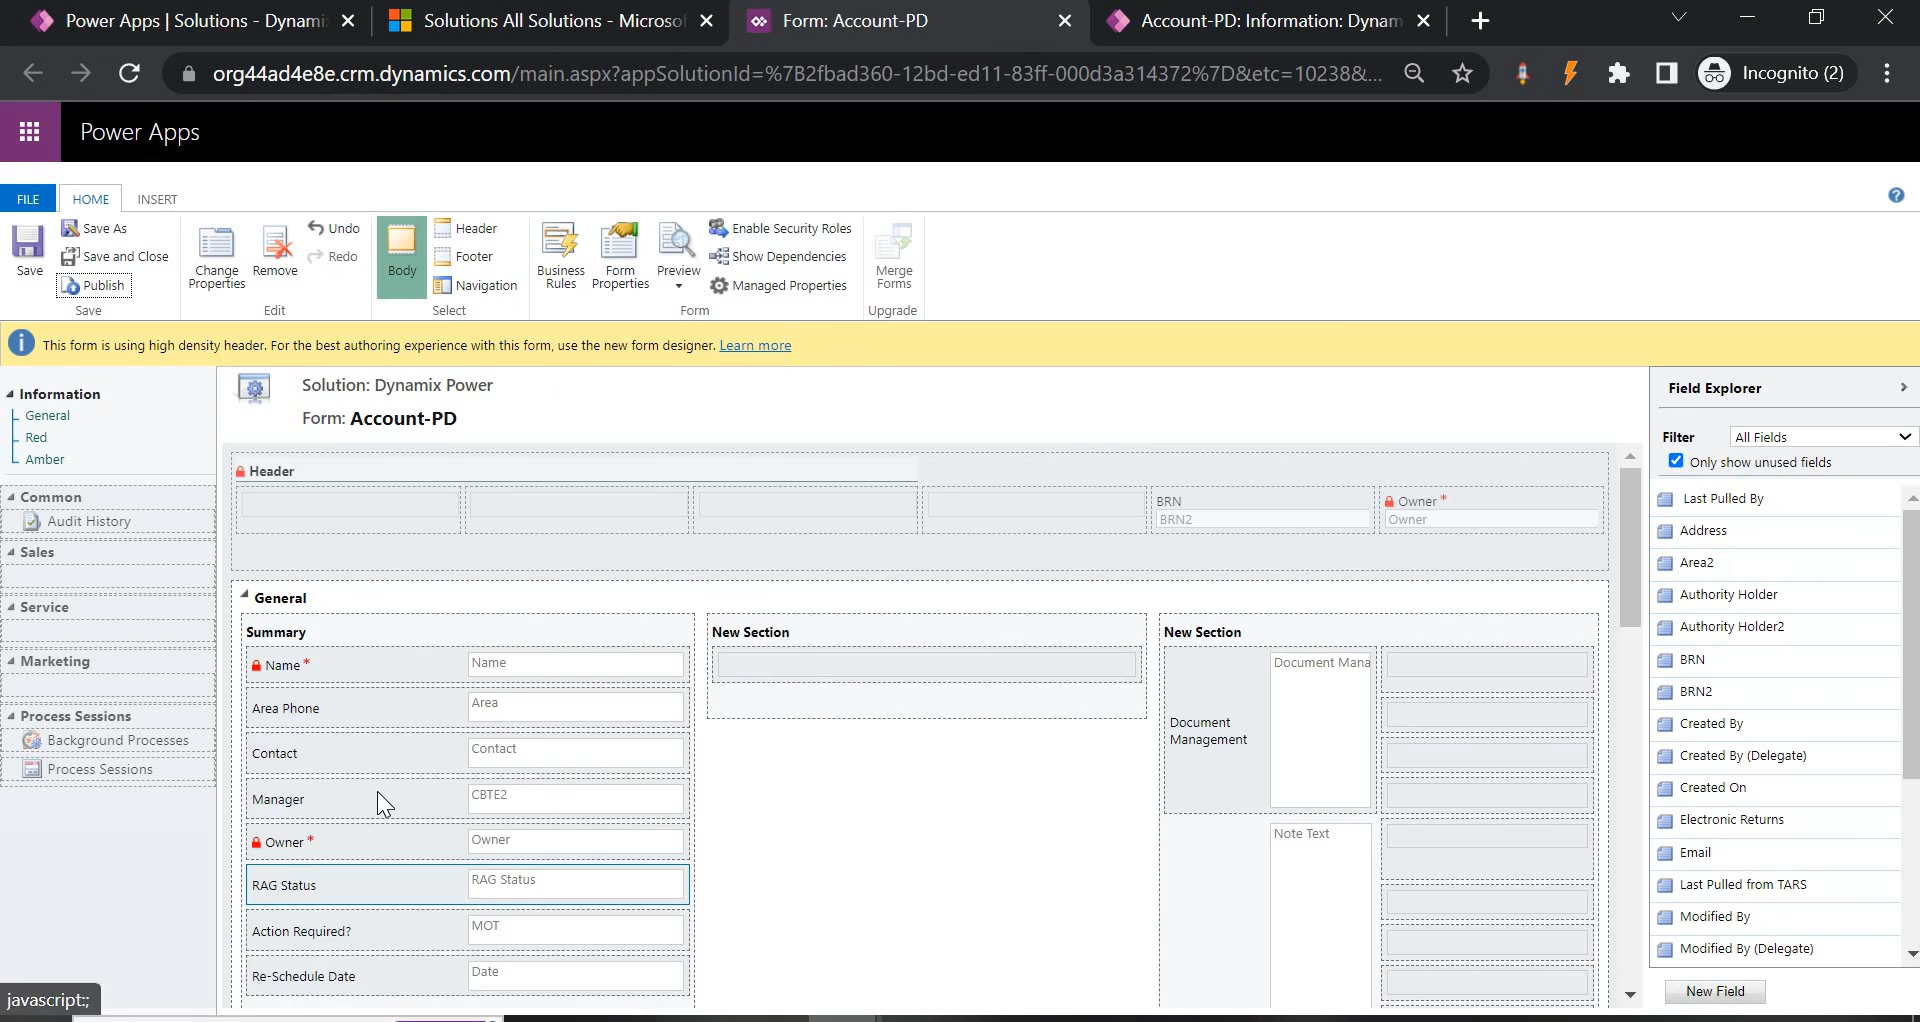 Power Apps | Solutions - Dynami
Solutions All Solutions - Microsof
Form: Account-PD
Account-PD: Information: Dynam
org44ad4e8e.crm.dynamics.com/main.aspx?appSolutionId=%7B2fbad360-12bd-ed11-83ff-000d3a314372%7D&etc=10238&...
Incognito (2)
Power Apps
FILE
HOME
INSERT
Save
Save As
Save and Close
Publish
Save
Change Properties
Remove
Undo
Redo
Edit
Body
Header
Footer
Navigation
Select
Business Rules
Form Properties
Preview
Enable Security Roles
Show Dependencies
Managed Properties
Form
Merge Forms
Upgrade
This form is using high density header. For the best authoring experience with this form, use the new form designer. Learn more
Information
General
Red
Amber
Common
Audit History
Sales
Service
Marketing
Process Sessions
Background Processes
Process Sessions
Solution: Dynamix Power
Form: Account-PD
Header
BRN
BRN2
Owner *
Owner
General
Summary
Name *
Name
Area Phone
Area
Contact
Contact
Manager
CBTE2
Owner *
Owner
RAG Status
RAG Status
Action Required?
MOT
Re-Schedule Date
Date
New Section
New Section
Document Management
Document Mana
Note Text
Field Explorer
Filter
All Fields
Only show unused fields
Last Pulled By
Address
Area2
Authority Holder
Authority Holder2
BRN
BRN2
Created By
Created By (Delegate)
Created On
Electronic Returns
Email
Last Pulled from TARS
Modified By
Modified By (Delegate)
New Field
javascript:;